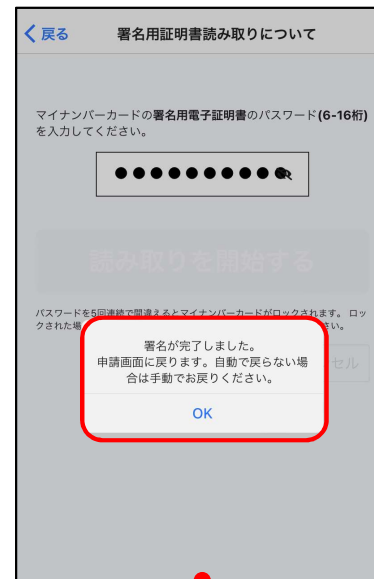 戻る 署名用証明書読み取りについて
マイナンバーカードの署名用電子証明書のパスワード(6-16桁)
を入力してください。
読み取りを開始する
パスワードを5回連続で間違えるとマイナンバーカードがロックされます。 ロッ
クされた場
さい。
署名が完了しました。
申請画面に戻ります。自動で戻らない場
合は手動でお戻りください。
セル
OK